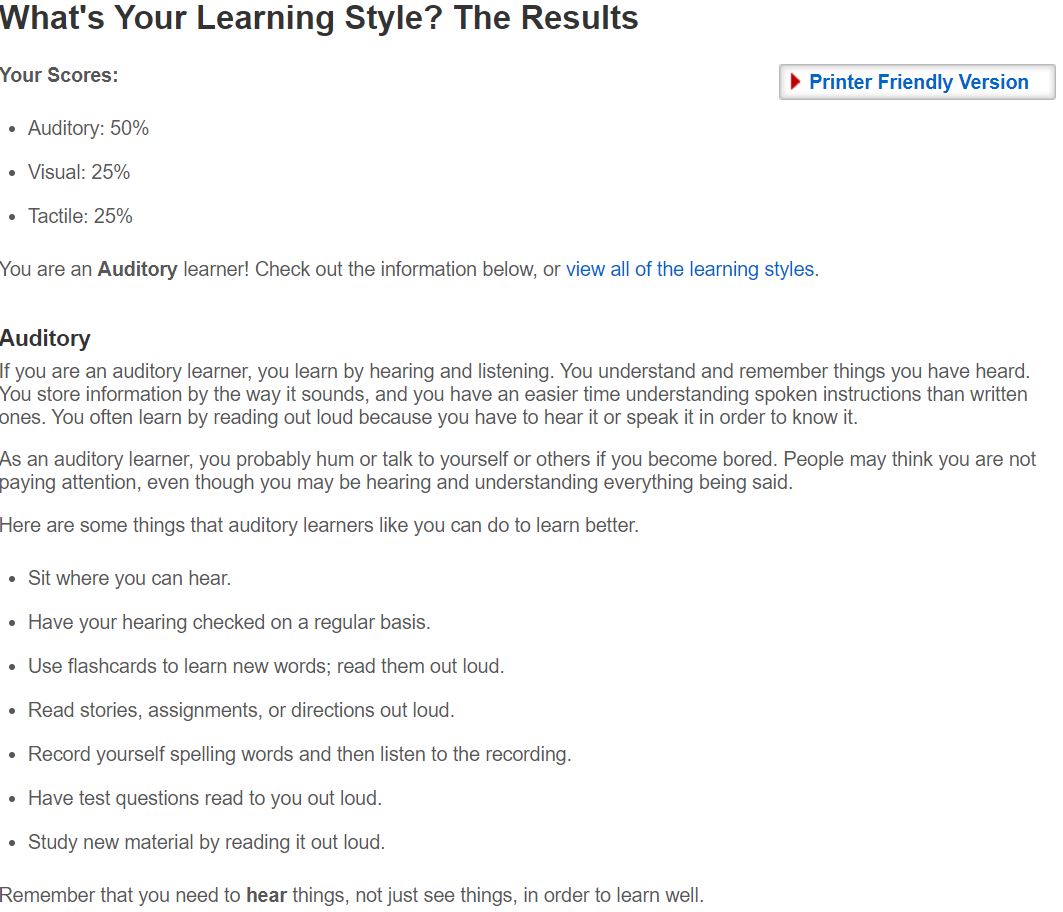 What's Your Learning Style? The Results
Your Scores:
Printer Friendly Version
Auditory: 50%
Visual: 25%
Tactile: 25%
You are an Auditory learner! Check out the information below, or view all of the learning styles.
Auditory
If you are an auditory learner, you learn by hearing and listening. You understand and remember things you have heard.
You store information by the way it sounds, and you have an easier time understanding spoken instructions than written
ones. You often learn by reading out loud because you have to hear it or speak it in order to know it.
As an auditory learner, you probably hum or talk to yourself or others if you become bored. People may think you are not
paying attention, even though you may be hearing and understanding everything being said.
Here are some things that auditory learners like you can do to learn better.
Sit where you can hear.
Have your hearing checked on a regular basis.
Use flashcards to learn new words; read them out loud.
Read stories, assignments, or directions out loud.
Record yourself spelling words and then listen to the recording.
Have test questions read to you out loud.
Study new material by reading it out loud.
Remember that you need to hear things, not just see things, in order to learn well.